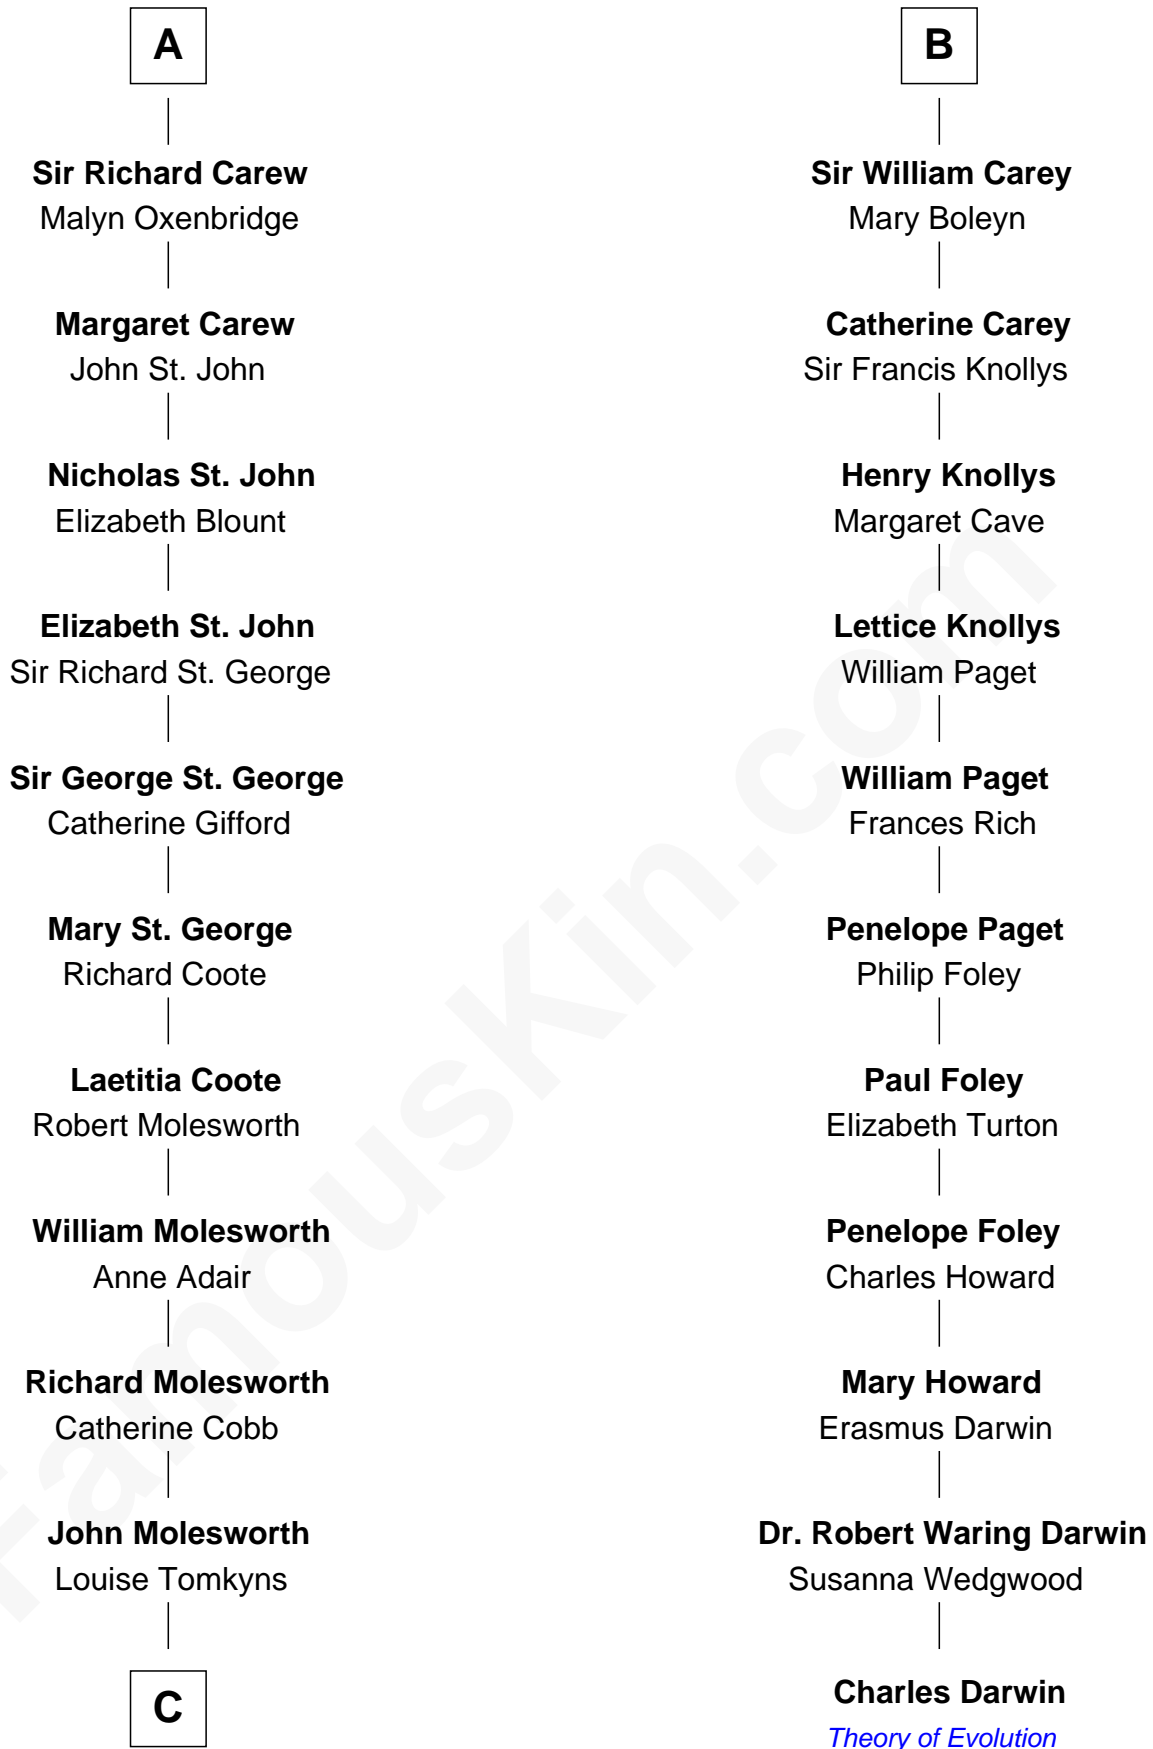 A
Sir Richard Carew
Malyn Oxenbridge
Margaret Carew
John St. John
Nicholas St. John
Elizabeth Blount
Elizabeth St. John
Sir Richard St. George
Sir George St. George
Catherine Gifford
Mary St. George
Richard Coote
Laetitia Coote
Robert Molesworth
William Molesworth
Anne Adair
Richard Molesworth
Catherine Cobb
John Molesworth
Louise Tomkyns
C
B
Sir William Carey
Mary Boleyn
Catherine Carey
Sir Francis Knollys
Henry Knollys
Margaret Cave
Lettice Knollys
William Paget
William Paget
Frances Rich
Penelope Paget
Philip Foley
Paul Foley
Elizabeth Turton
Penelope Foley
Charles Howard
Mary Howard
Erasmus Darwin
Dr. Robert Waring Darwin
Susanna Wedgwood
Charles Darwin
Theory of Evolution
FamousKin.com